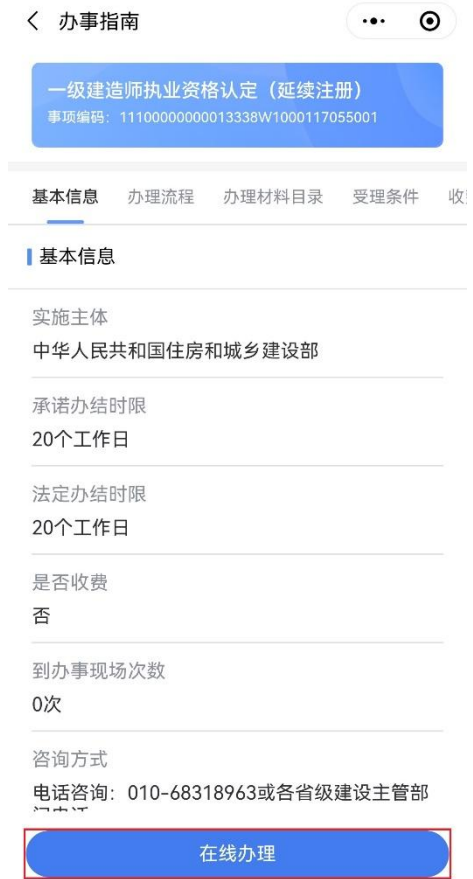 办事指南
一级建造师执业资格认定（延续注册）
事项编码：11100000000013338W1000117055001
基本信息 办理流程 办理材料目录 受理条件 收
基本信息
实施主体
中华人民共和国住房和城乡建设部
承诺办结时限
20个工作日
法定办结时限
20个工作日
是否收费
否
到办事现场次数
0次
咨询方式
电话咨询：010-68318963或各省级建设主管部
在线办理